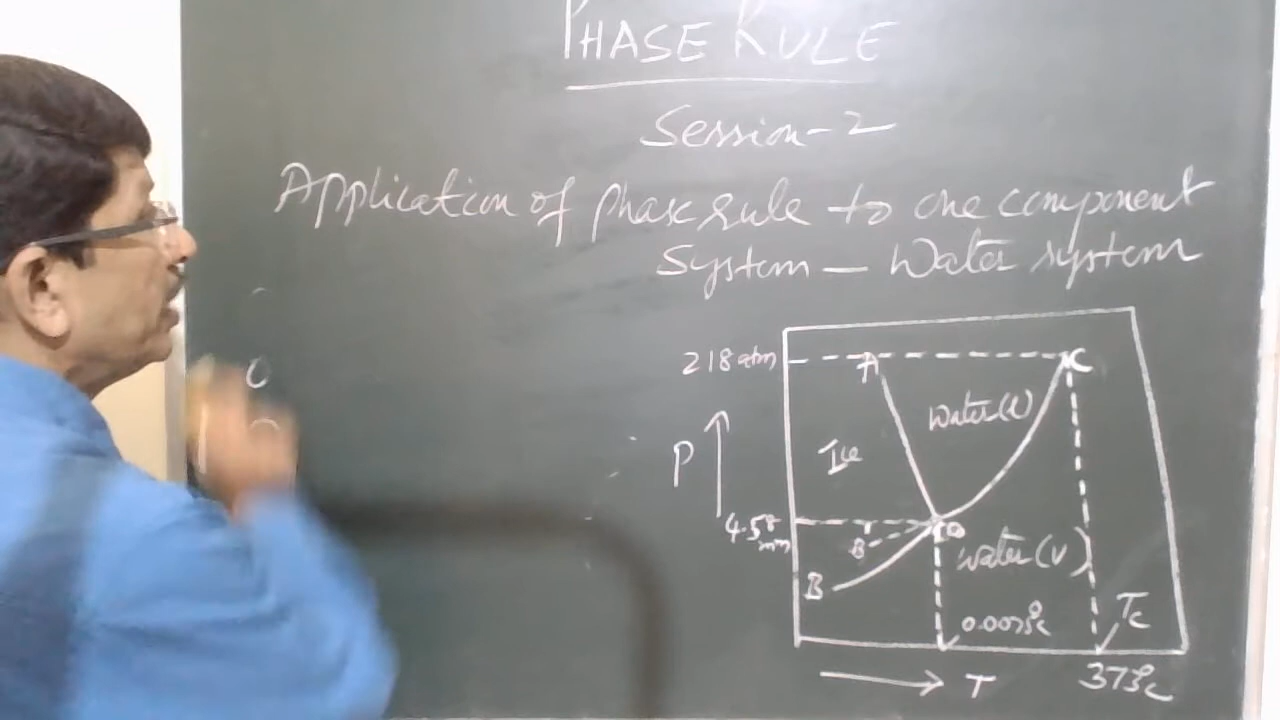 PHASE RULE
Session-2
Application of phase rule to one component
System – Water system
218 atm
A
C
Water(l)
Ice
P
4.58
mm
O
B'
Water(V)
B
0.0075°C
Tc
T
373°C